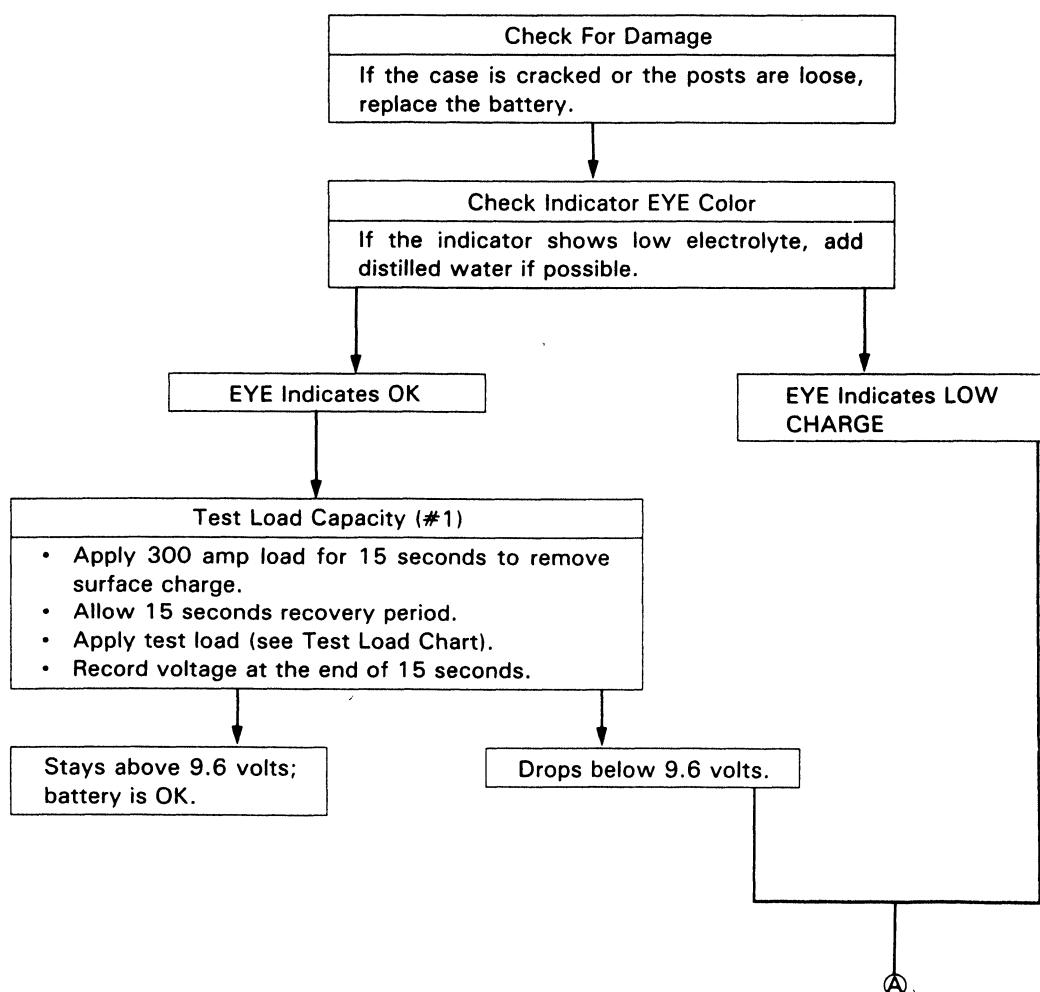 Check For Damage
If the case is cracked or the posts are loose,
replace the battery.
Check Indicator EYE Color
If the indicator shows low electrolyte, add
distilled water if possible.
EYE Indicates OK
EYE Indicates LOW
CHARGE
Test Load Capacity (#1)
• Apply 300 amp load for 15 seconds to remove
surface charge.
• Allow 15 seconds recovery period.
• Apply test load (see Test Load Chart).
• Record voltage at the end of 15 seconds.
Stays above 9.6 volts;
battery is OK.
Drops below 9.6 volts.
Ⓐ